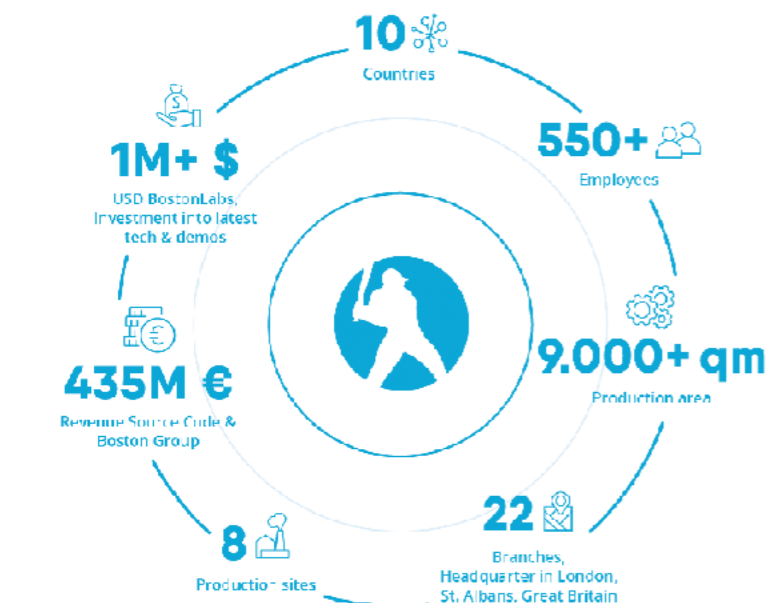 10
Countries
550+
Employees
1M+ $
USD BostonLabs,
Investment into latest
tech & demos
9.000+ qm
Production area
435M €
Revenue Source Code &
Boston Group
22
Branches,
Headquarter in London,
St. Albans, Great Britain
8
Production sites